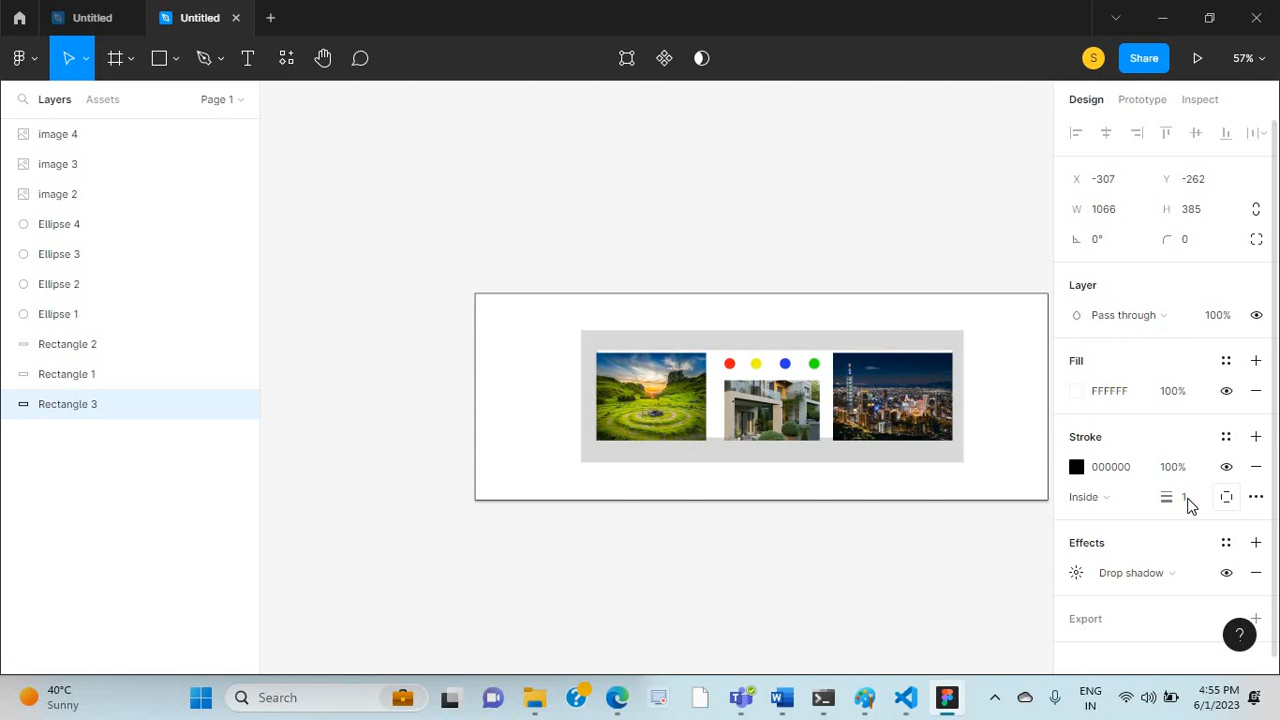 Untitled
Untitled
S
Share
57%
Layers
Assets
Page 1
image 4
image 3
image 2
Ellipse 4
Ellipse 3
Ellipse 2
Ellipse 1
Rectangle 2
Rectangle 1
Rectangle 3
Design
Prototype
Inspect
X -307
Y -262
W 1066
H 385
0°
0
Layer
Pass through
100%
Fill
FFFFFF
100%
Stroke
000000
100%
Inside
1
Effects
Drop shadow
Export
?
40°C
Sunny
Search
ENG
IN
4:55 PM
6/1/2023